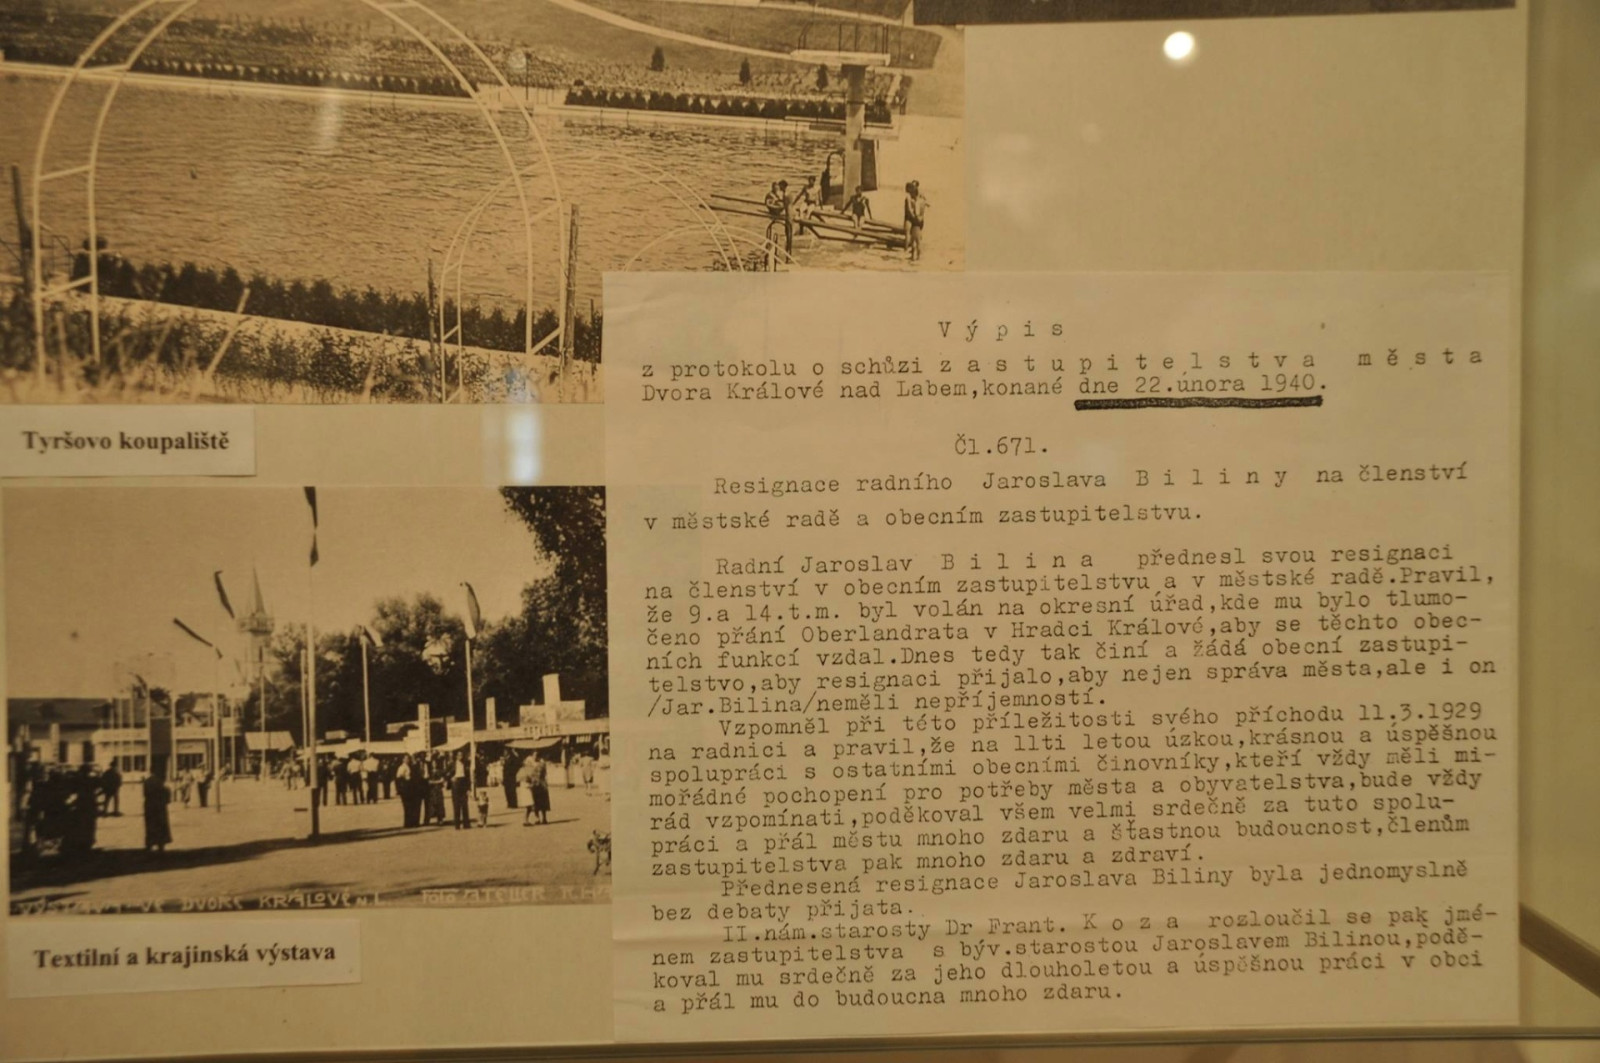 Tyršovo koupaliště
VÝSTAVA VE DVOŘE KRÁLOVÉ N.L. FOTO ATELIER
Textilní a krajinská výstava
V ý p i s
z protokolu o schůzi z a s t u p i t e l s t v a m ě s t a
Dvora Králové nad Labem,konané dne 22.února 1940.
Čl.671.
Resignace radního Jaroslava B i l i n y na členství
v městské radě a obecním zastupitelstvu.
Radní Jaroslav B i l i n a přednesl svou resignaci
na členství v obecním zastupitelstvu a v městské radě.Pravil,
že 9.a 14.t.m. byl volán na okresní úřad,kde mu bylo tlumo-
čeno přání Oberlandrata v Hradci Králové,aby se těchto obec-
ních funkcí vzdal.Dnes tedy tak činí a žádá obecní zastupi-
telstvo,aby resignaci přijalo,aby nejen správa města,ale i on
/Jar.Bilina/neměli nepříjemností.
Vzpomněl při této příležitosti svého příchodu 11.3.1929
na radnici a pravil,že na llti letou úzkou,krásnou a úspěšnou
spolupráci s ostatními obecními činovníky,kteří vždy měli mi-
mořádné pochopení pro potřeby města a obyvatelstva,bude vždy
rád vzpomínati,poděkoval všem velmi srdečně za tuto spolu-
práci a přál městu mnoho zdaru a šťastnou budoucnost,členům
zastupitelstva pak mnoho zdaru a zdraví.
Přednesená resignace Jaroslava Biliny byla jednomyslně
bez debaty přijata.
II.nám.starosty Dr Frant. K o z a rozloučil se pak jmé-
nem zastupitelstva s býv.starostou Jaroslavem Bilinou,podě-
koval mu srdečně za jeho dlouholetou a úspěšnou práci v obci
a přál mu do budoucna mnoho zdaru.